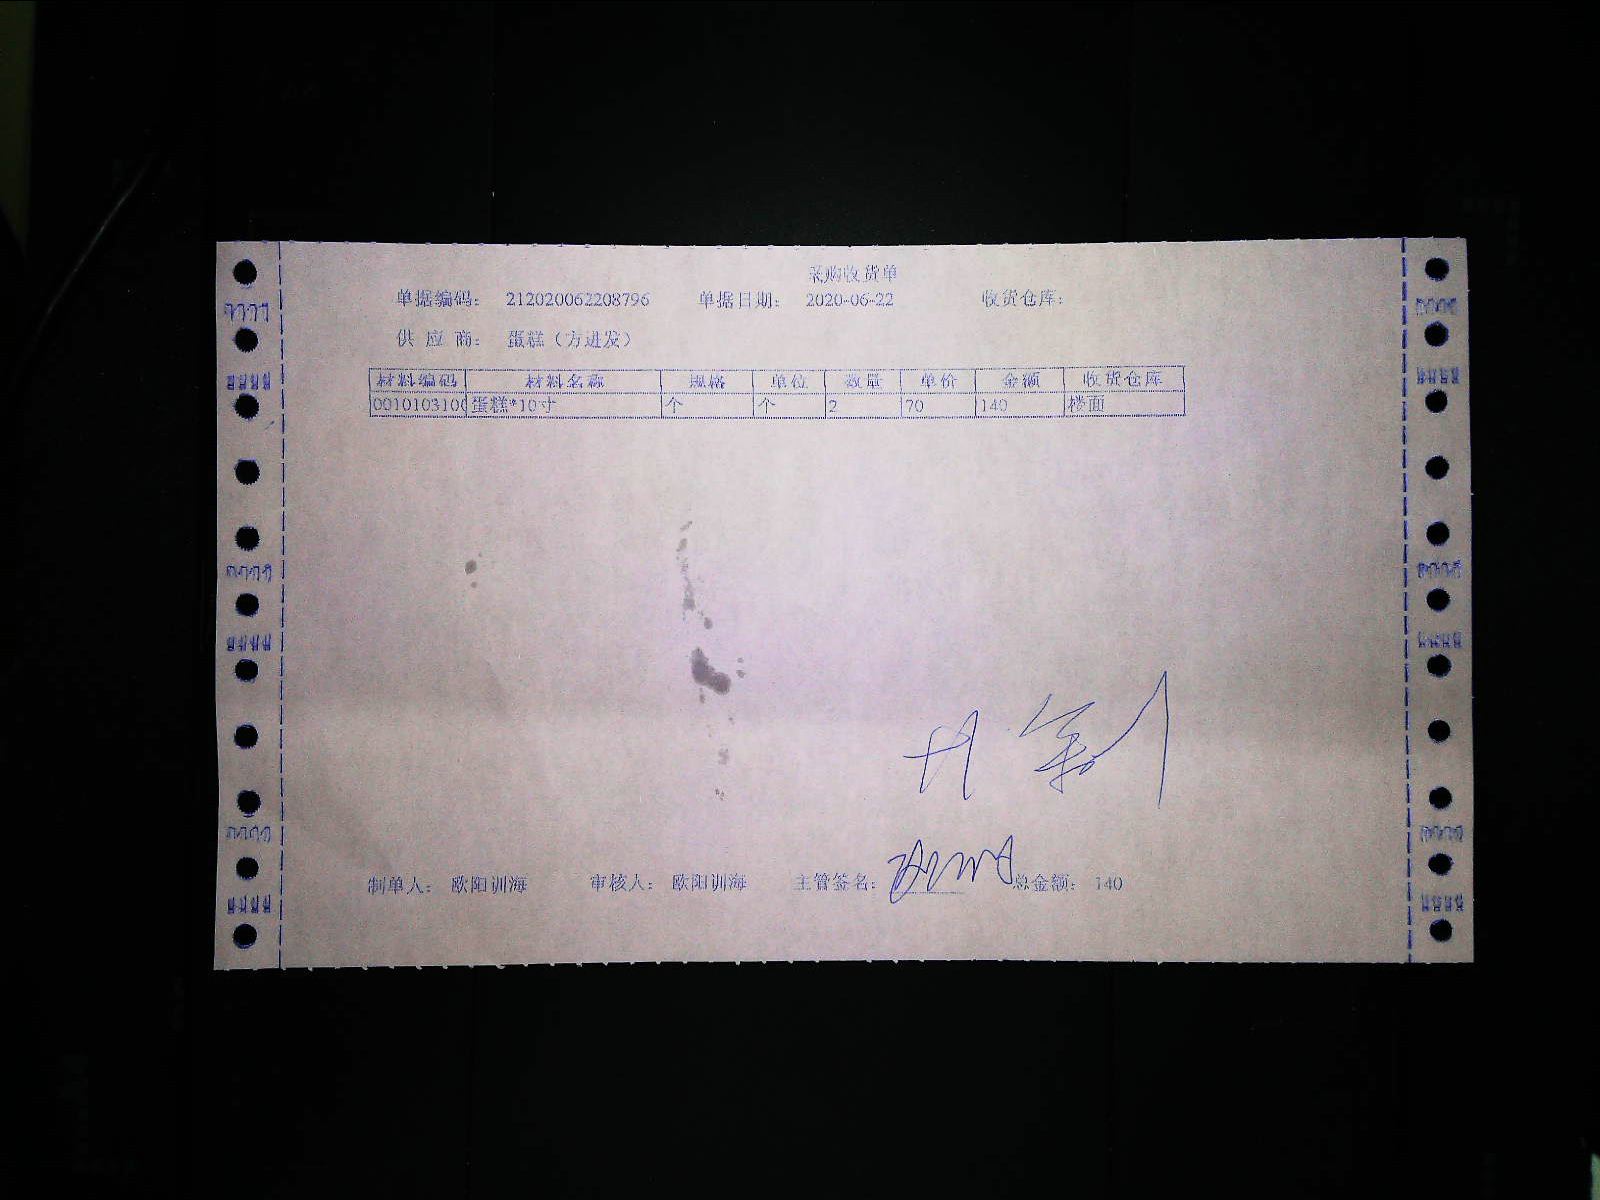 采购收货单
单据编码： 212020062208796 单据日期： 2020-06-22 收货仓库：
供 应 商： 蛋糕（方进发）
材料编码 材料名称 规格 单位 数量 单价 金额 收货仓库
0010103100 蛋糕*10寸 个 个 2 70 140 楼面
制单人： 欧阳训海 审核人： 欧阳训海 主管签名： 总金额： 140